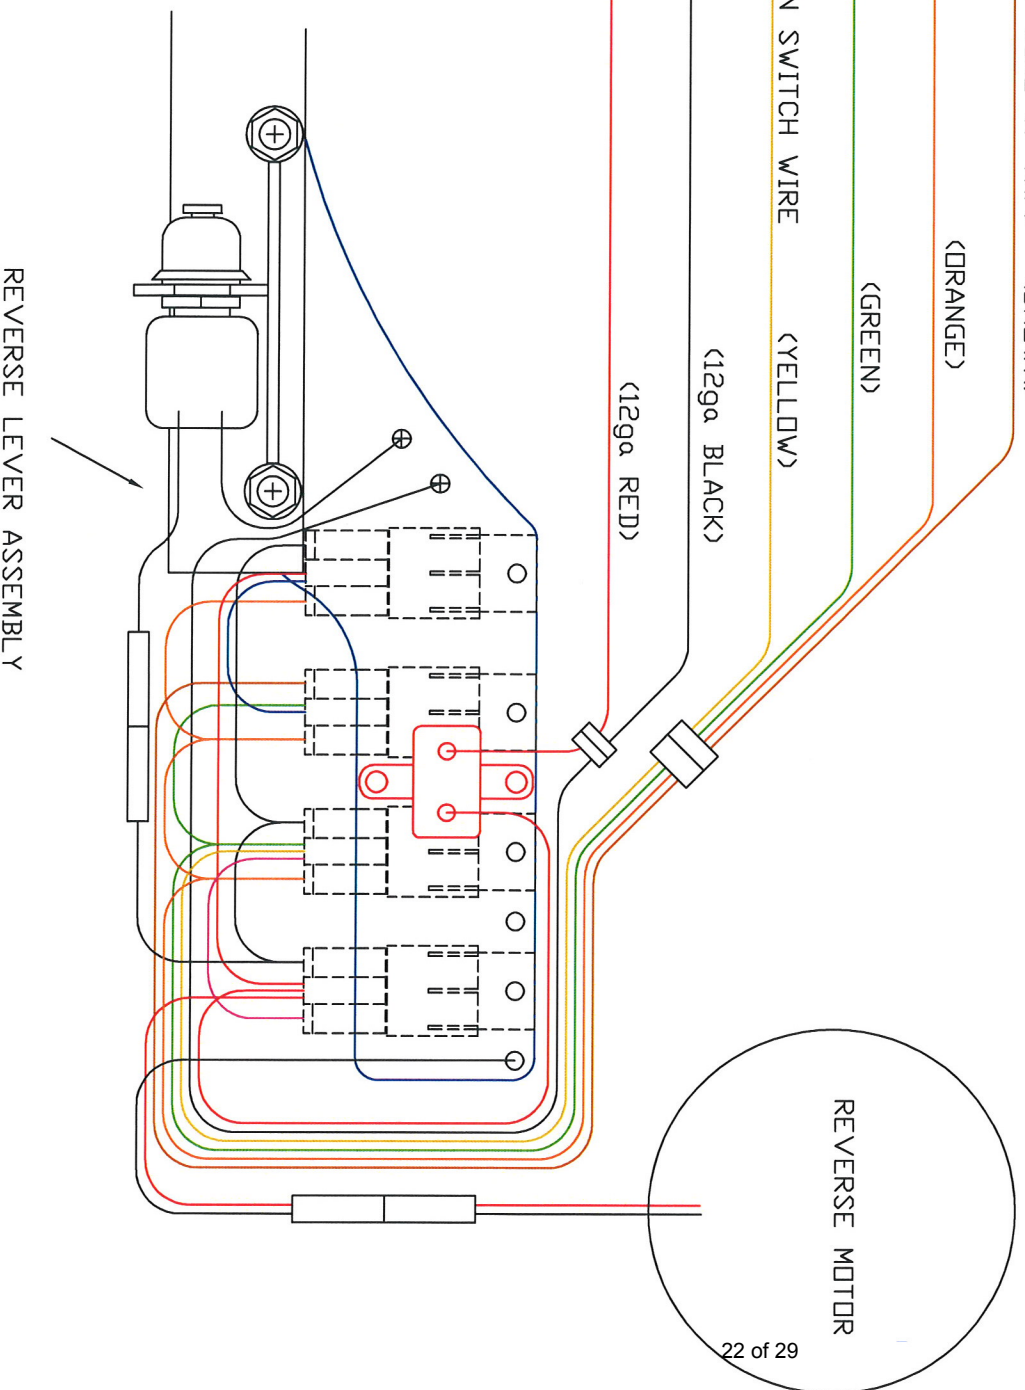 SWITCH WIRE
(ORANGE)
(GREEN)
(YELLOW)
(12ga BLACK)
(12ga RED)
REVERSE LEVER ASSEMBLY
REVERSE MOTOR
22 of 29